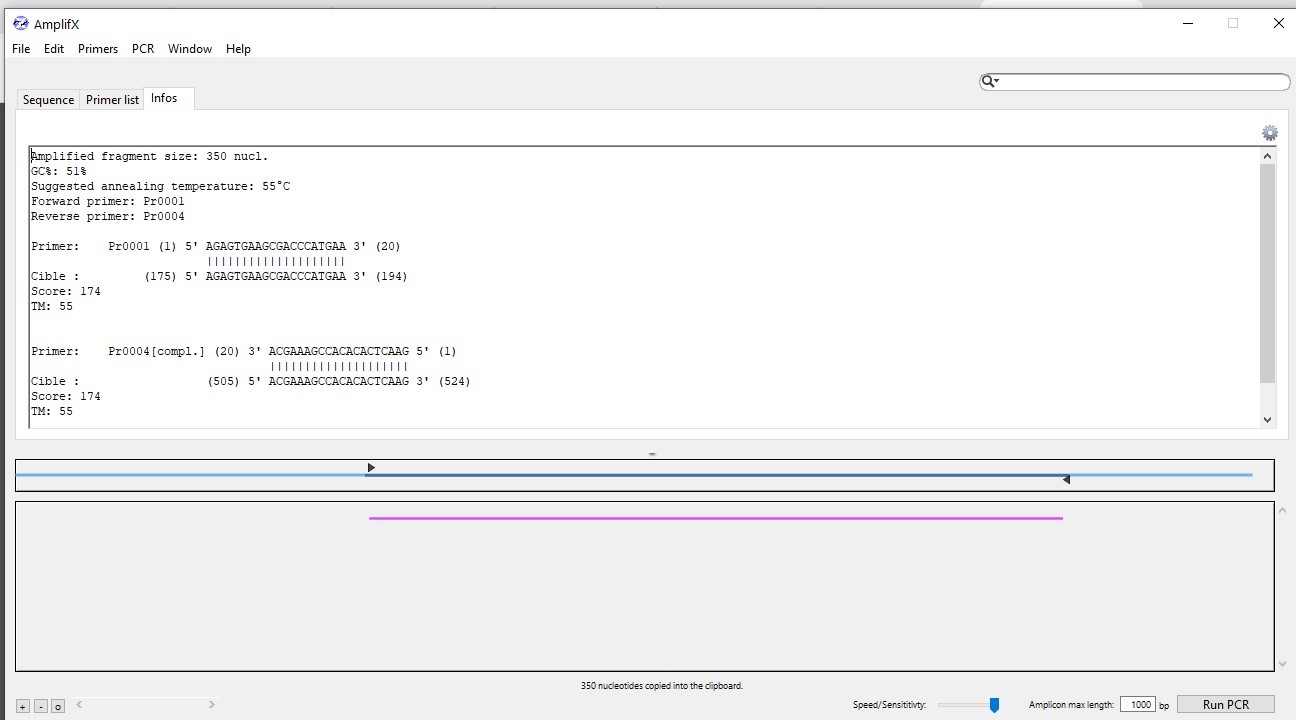 AmplifX
File Edit Primers PCR Window Help
Sequence Primer list Infos
Amplified fragment size: 350 nucl.
GC%: 51%
Suggested annealing temperature: 55°C
Forward primer: Pr0001
Reverse primer: Pr0004
Primer: Pr0001 (1) 5' AGAGTGAAGCGACCCATGAA 3' (20)
||||||||||||||||||||
Cible : (175) 5' AGAGTGAAGCGACCCATGAA 3' (194)
Score: 174
TM: 55
Primer: Pr0004[compl.] (20) 3' ACGAAAGCCACACACTCAAG 5' (1)
||||||||||||||||||||
Cible : (505) 5' ACGAAAGCCACACACTCAAG 3' (524)
Score: 174
TM: 55
350 nucleotides copied into the clipboard.
+ - o < > Speed/Sensititivty: Amplicon max length: 1000 bp Run PCR